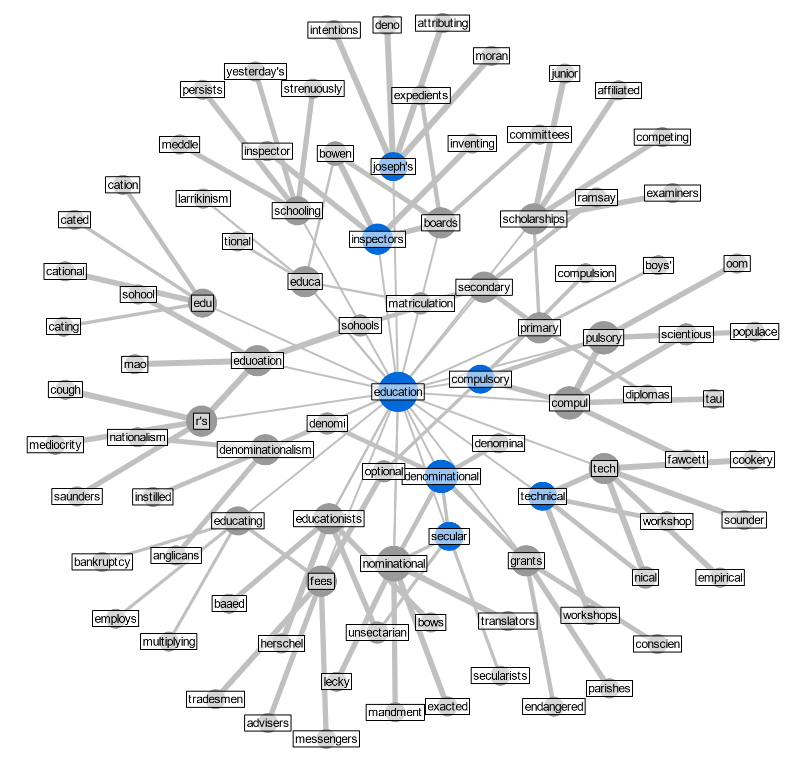 intentions
deno
attributing
moran
yesterday's
junior
persists
strenuously
affiliated
expedients
committees
competing
meddle
inspector
bowen
inventing
joseph's
cation
larrikinism
ramsay
examiners
schooling
scholarships
cated
boards
tional
inspectors
oom
cational
boys'
compulsion
educa
secondary
sohool
edu
matriculation
cating
schools
primary
populace
scientious
pulsory
eduoation
mao
compulsory
cough
education
diplomas
tau
compul
r's
denomi
nationalism
mediocrity
denominationalism
denomina
fawcett
cookery
optional
denominational
tech
saunders
instilled
technical
educating
educationists
workshop
sounder
secular
anglicans
bankruptcy
nominational
grants
fees
nical
empirical
baaed
employs
workshops
bows
translators
unsectarian
multiplying
herschel
conscien
secularists
lecky
parishes
tradesmen
exacted
endangered
mandment
advisers
messengers